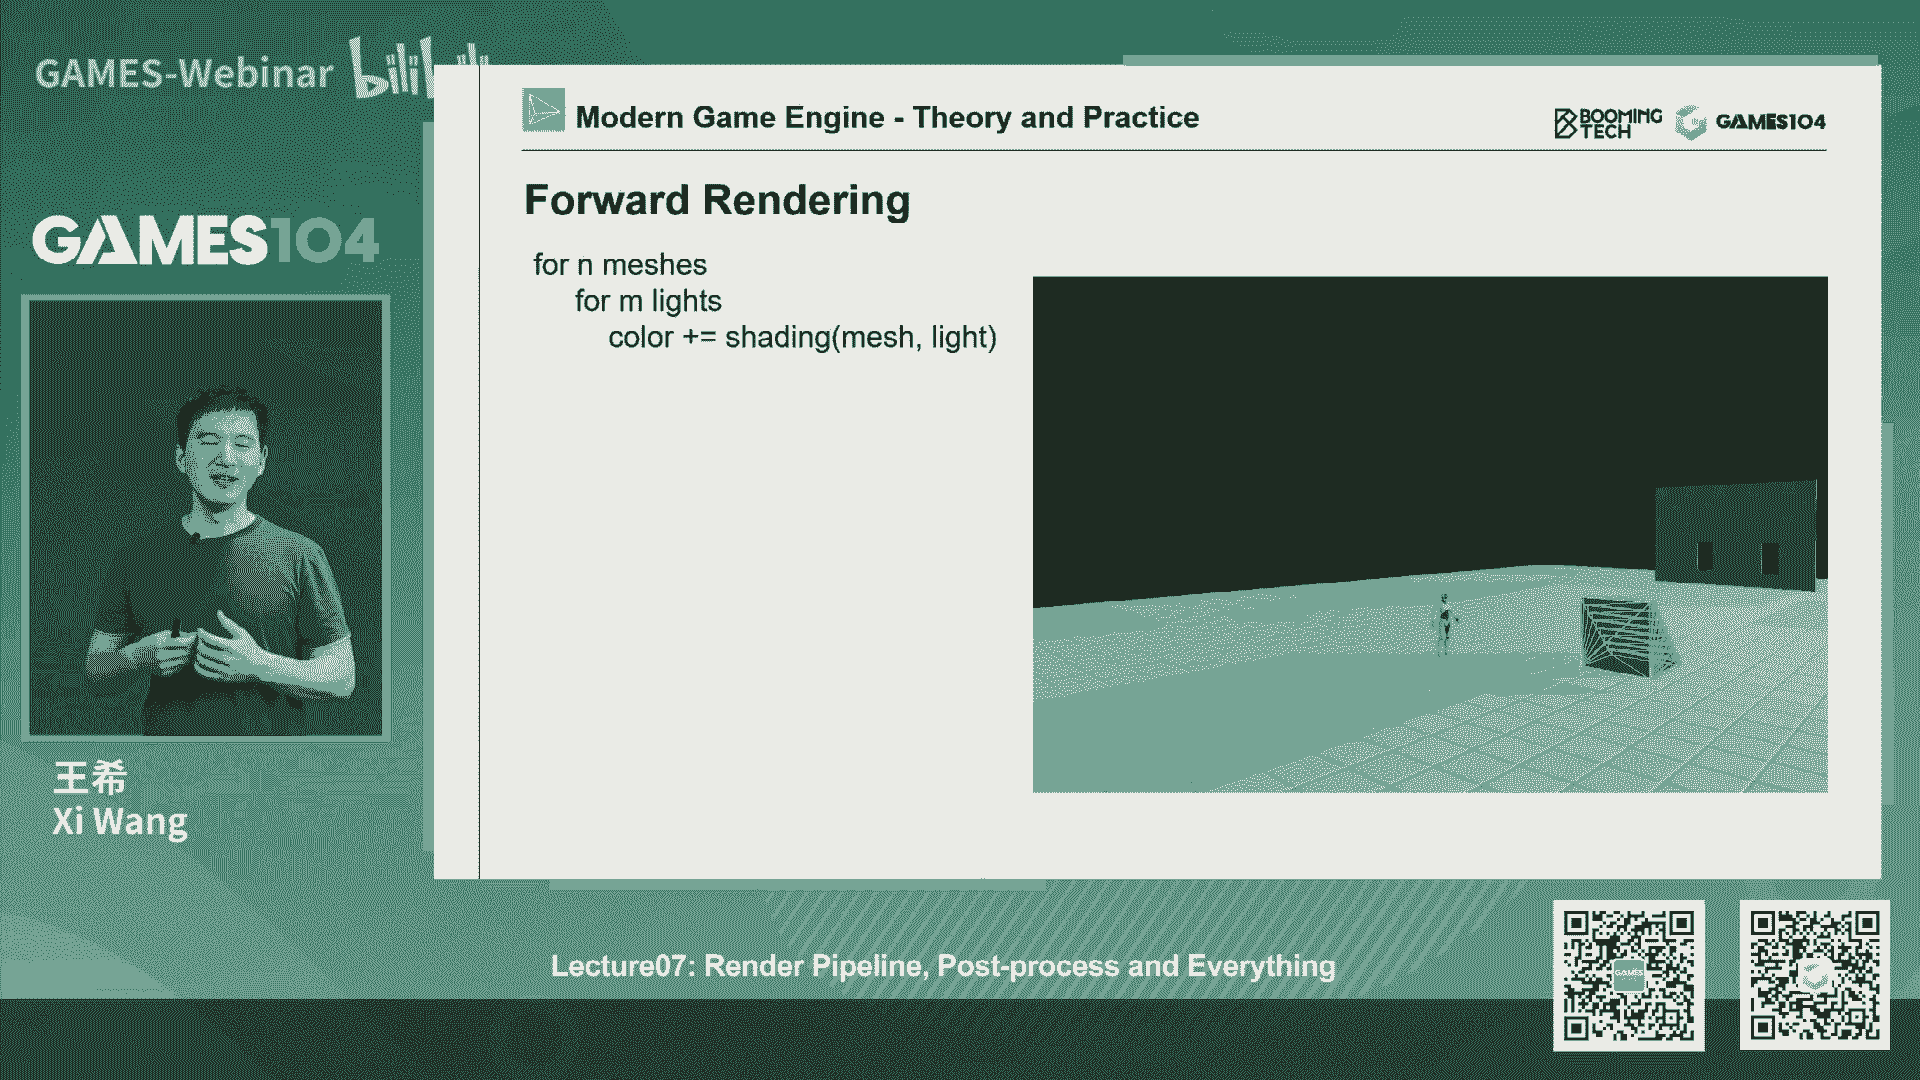 GAMES-Webinar
Modern Game Engine - Theory and Practice
BOOMING
TECH
GAMES104
Forward Rendering
for n meshes
for m lights
color += shading(mesh, light)
GAMES104
王希
Xi Wang
Lecture07: Render Pipeline, Post-process and Everything